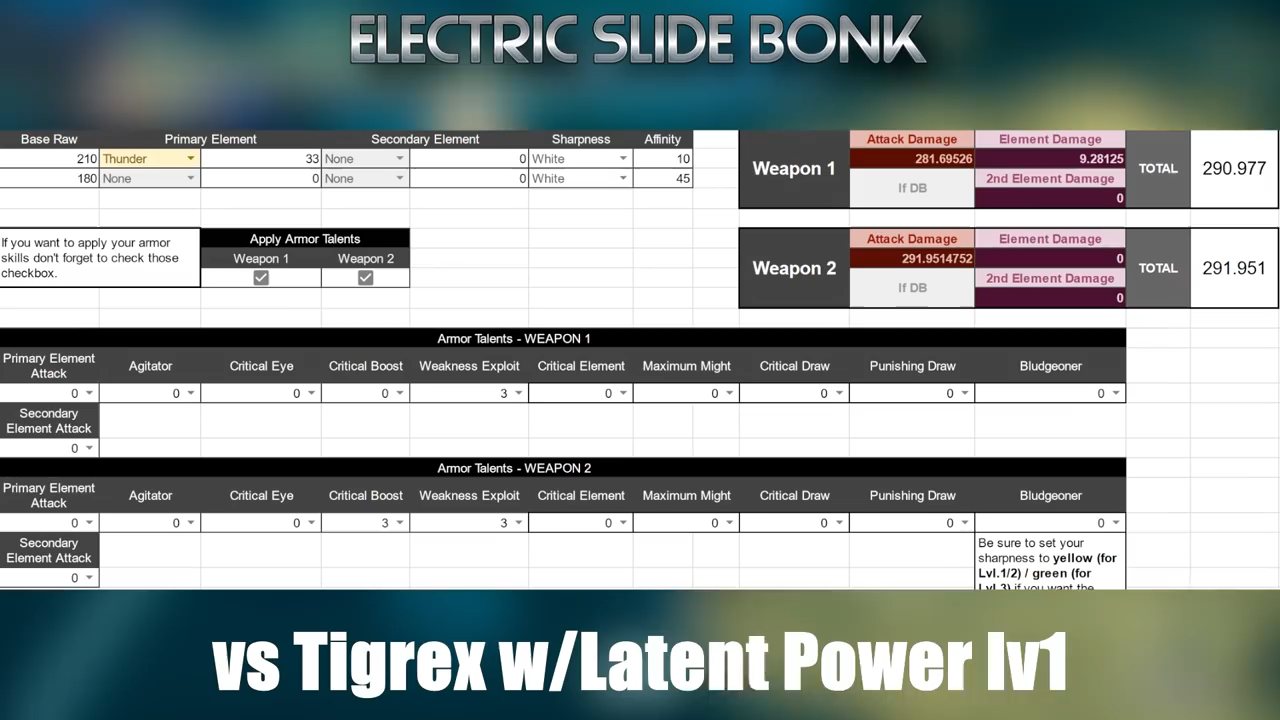 ELECTRIC SLIDE BONK
Base Raw Primary Element Secondary Element Sharpness Affinity
210 Thunder 33 None 0 White 10
180 None 0 None 0 White 45
Weapon 1 Attack Damage Element Damage TOTAL 290.977
281.69526 9.28125
If DB 2nd Element Damage
0
If you want to apply your armor
skills don't forget to check those
checkbox.
Apply Armor Talents
Weapon 1 Weapon 2
Weapon 2 Attack Damage Element Damage TOTAL 291.951
291.9514752 0
If DB 2nd Element Damage
0
Armor Talents - WEAPON 1
Primary Element
Attack Agitator Critical Eye Critical Boost Weakness Exploit Critical Element Maximum Might Critical Draw Punishing Draw Bludgeoner
0 0 0 0 3 0 0 0 0 0
Secondary
Element Attack
0
Armor Talents - WEAPON 2
Primary Element
Attack Agitator Critical Eye Critical Boost Weakness Exploit Critical Element Maximum Might Critical Draw Punishing Draw Bludgeoner
0 0 0 3 3 0 0 0 0 0
Secondary
Element Attack
0
Be sure to set your
sharpness to yellow (for
Lvl.1/2) / green (for
Lvl.3) if you want the
vs Tigrex w/Latent Power lv1